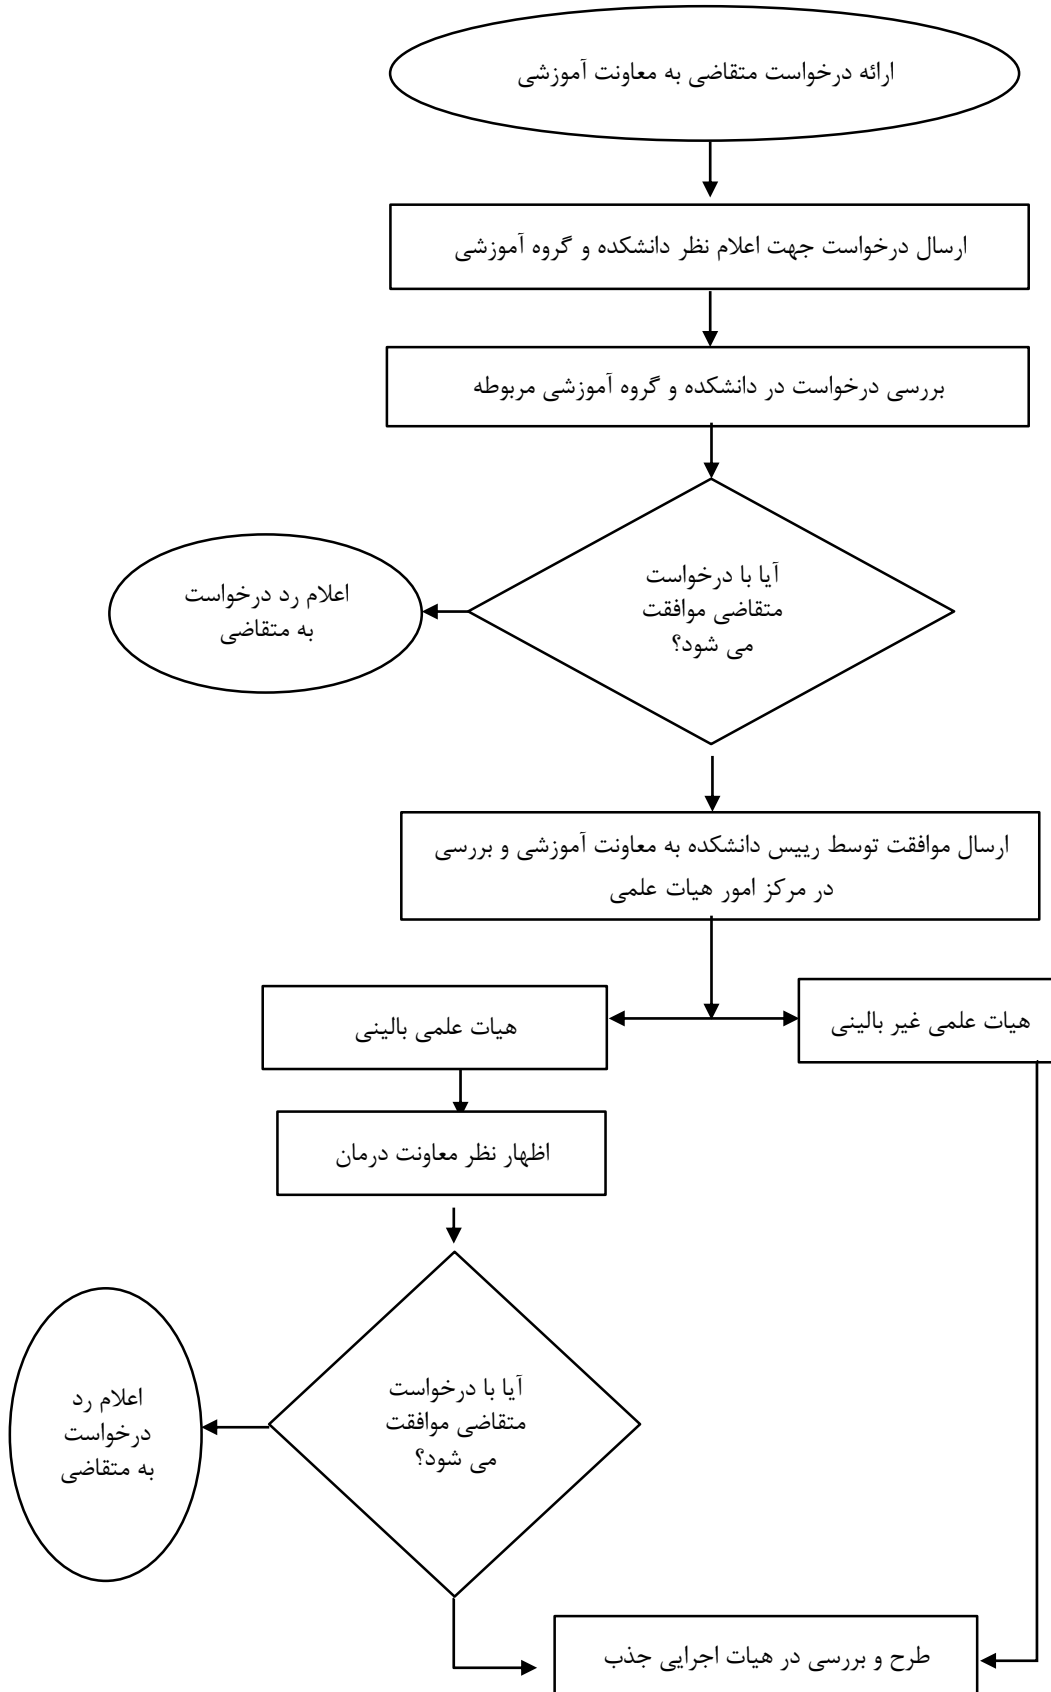 ارائه درخواست متقاضی به معاونت آموزشی
ارسال درخواست جهت اعلام نظر دانشکده و گروه آموزشی
بررسی درخواست در دانشکده و گروه آموزشی مربوطه
آیا با درخواست
متقاضی موافقت
می شود؟
اعلام رد درخواست
به متقاضی
ارسال موافقت توسط رییس دانشکده به معاونت آموزشی و بررسی
در مرکز امور هیات علمی
هیات علمی غیر بالینی
هیات علمی بالینی
اظهار نظر معاونت درمان
آیا با درخواست
متقاضی موافقت
می شود؟
اعلام رد
درخواست
به متقاضی
طرح و بررسی در هیات اجرایی جذب